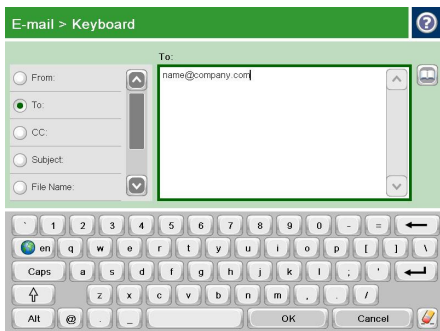 E-mail > Keyboard
?
To:
From:
name@company.com
To:
CC:
Subject:
File Name:
` 1 2 3 4 5 6 7 8 9 0 - =
en q w e r t y u i o p [ ] \
Caps a s d f g h j k l ; '
z x c v b n m , . /
Alt @ . _ OK Cancel